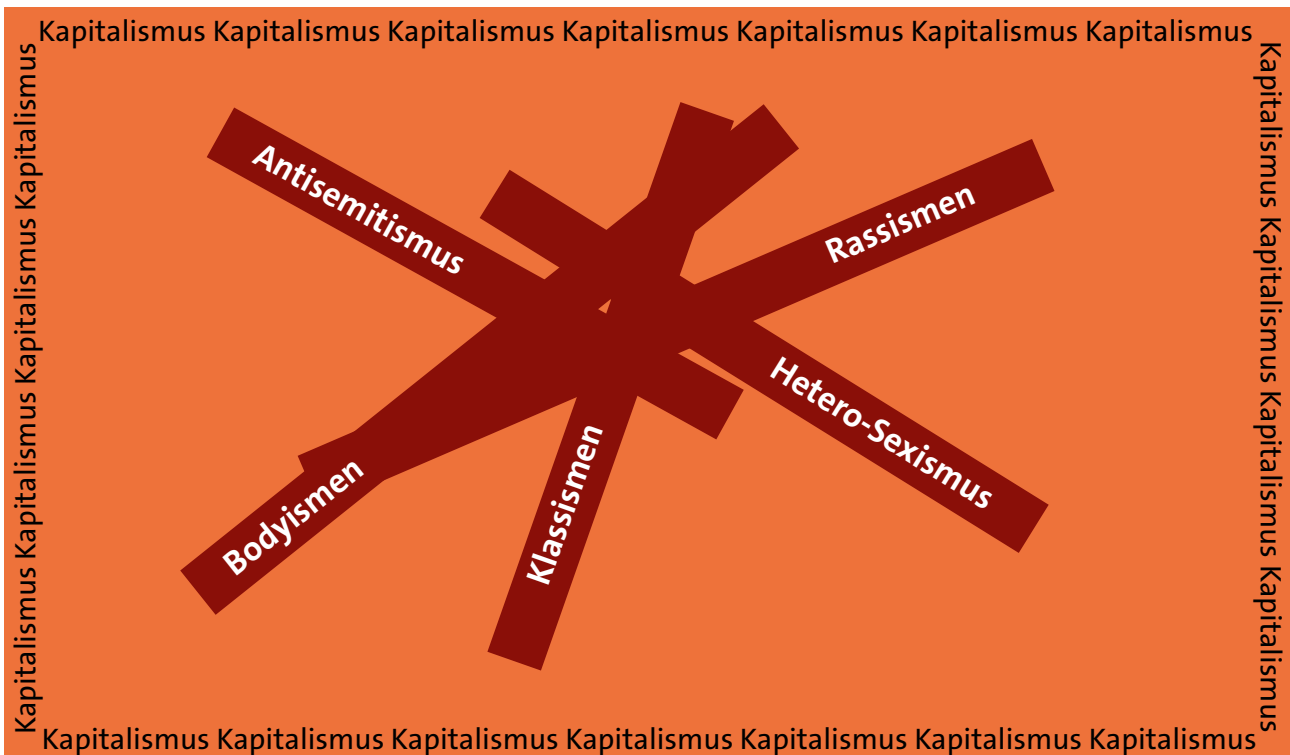 Kapitalismus Kapitalismus Kapitalismus Kapitalismus Kapitalismus Kapitalismus Kapitalismus
Kapitalismus Kapitalismus Kapitalismus Kapitalismus
Antisemitismus
Rassismen
Hetero-Sexismus
Klassismen
Bodyismen
Kapitalismus Kapitalismus Kapitalismus Kapitalismus
Kapitalismus Kapitalismus Kapitalismus Kapitalismus Kapitalismus Kapitalismus Kapitalismus